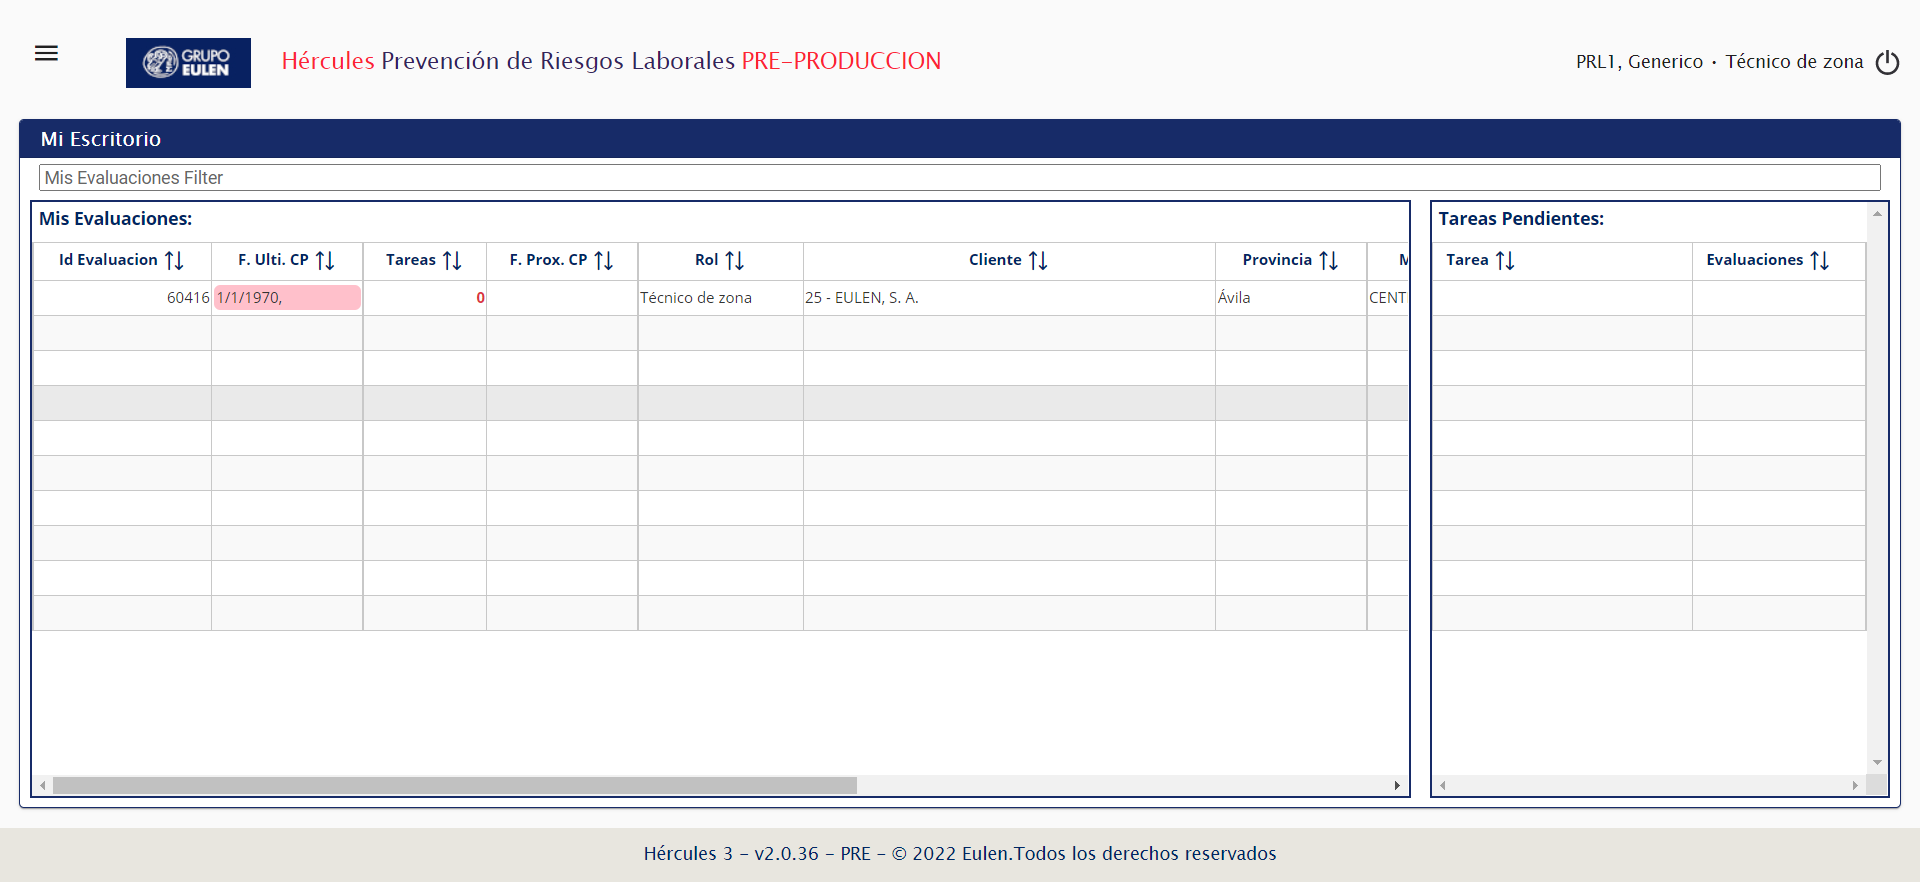 GRUPO
EULEN
Hércules Prevención de Riesgos Laborales PRE-PRODUCCION
PRL1, Generico · Técnico de zona
Mi Escritorio
Mis Evaluaciones Filter
Mis Evaluaciones:
Id Evaluacion F. Ulti. CP Tareas F. Prox. CP Rol Cliente Provincia M
60416 1/1/1970, 0 Técnico de zona 25 - EULEN, S. A. Ávila CENT
Tareas Pendientes:
Tarea Evaluaciones
Hércules 3 - v2.0.36 - PRE - © 2022 Eulen.Todos los derechos reservados